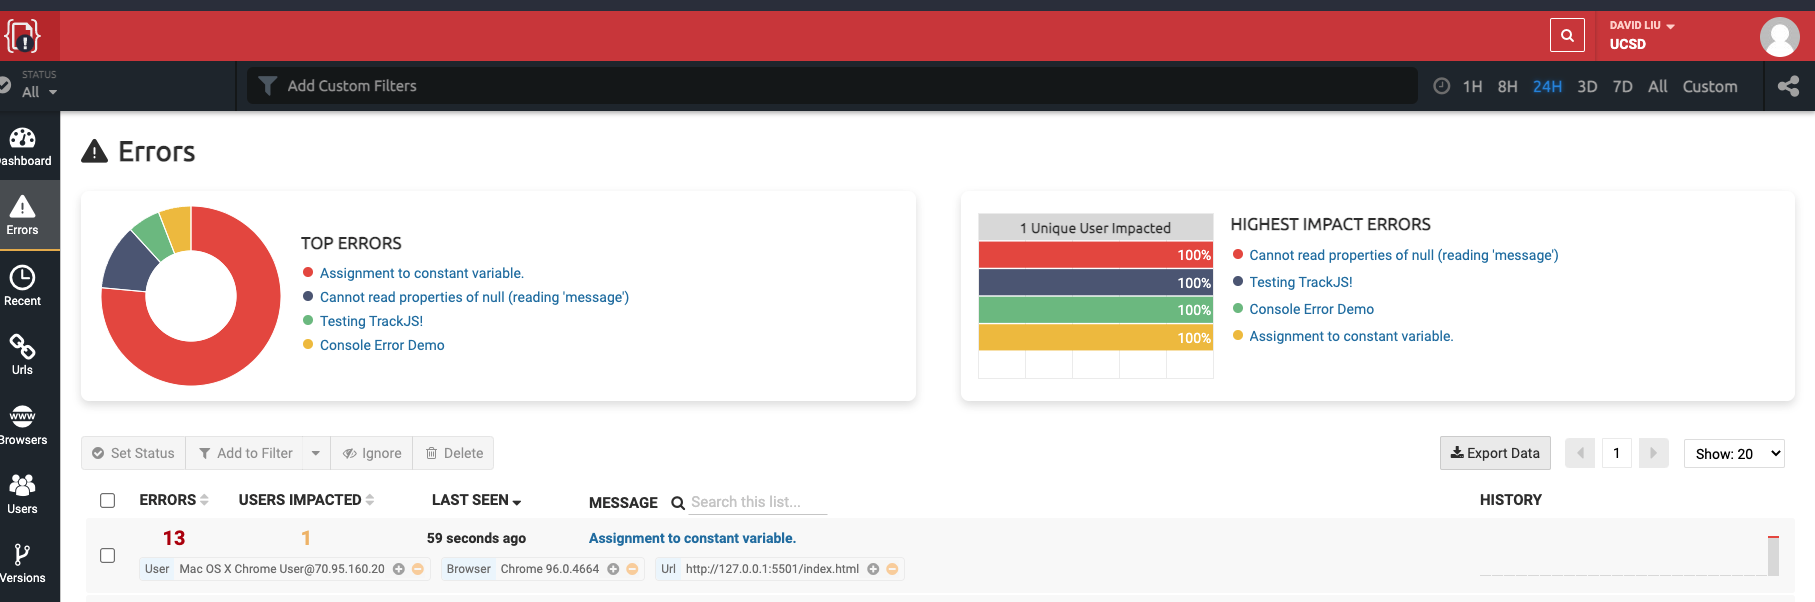 DAVID LIU
UCSD
STATUS
All
Add Custom Filters
1H 8H 24H 3D 7D All Custom
ashboard
Errors
Recent
Urls
Browsers
Users
Versions
Errors
TOP ERRORS
Assignment to constant variable.
Cannot read properties of null (reading 'message')
Testing TrackJS!
Console Error Demo
1 Unique User Impacted
100%
100%
100%
100%
HIGHEST IMPACT ERRORS
Cannot read properties of null (reading 'message')
Testing TrackJS!
Console Error Demo
Assignment to constant variable.
Set Status Add to Filter Ignore Delete
Export Data 1 Show: 20
ERRORS USERS IMPACTED LAST SEEN MESSAGE Search this list... HISTORY
13 1 59 seconds ago Assignment to constant variable.
User Mac OS X Chrome User@70.95.160.20 Browser Chrome 96.0.4664 Url http://127.0.0.1:5501/index.html